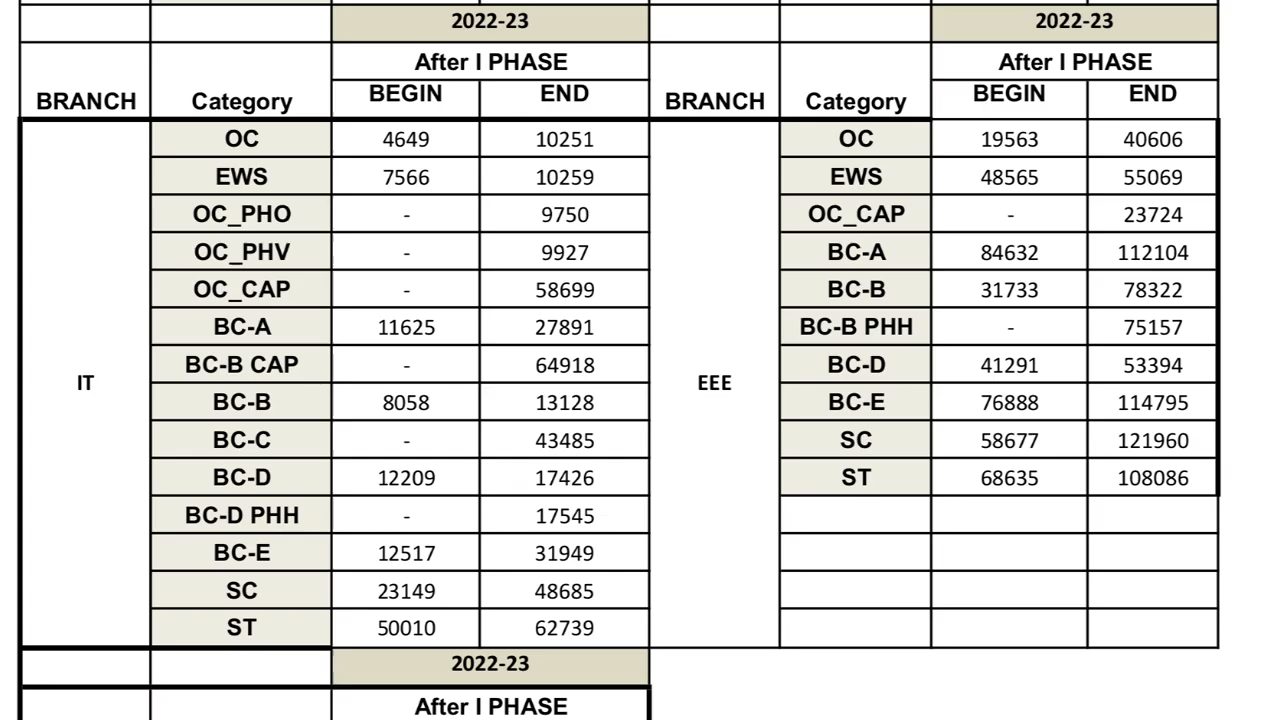 2022-23 2022-23
After I PHASE After I PHASE
BRANCH Category BEGIN END BRANCH Category BEGIN END
IT EEE
OC 4649 10251 OC 19563 40606
EWS 7566 10259 EWS 48565 55069
OC_PHO - 9750 OC_CAP - 23724
OC_PHV - 9927 BC-A 84632 112104
OC_CAP - 58699 BC-B 31733 78322
BC-A 11625 27891 BC-B PHH - 75157
BC-B CAP - 64918 BC-D 41291 53394
BC-B 8058 13128 BC-E 76888 114795
BC-C - 43485 SC 58677 121960
BC-D 12209 17426 ST 68635 108086
BC-D PHH - 17545
BC-E 12517 31949
SC 23149 48685
ST 50010 62739
2022-23
After I PHASE